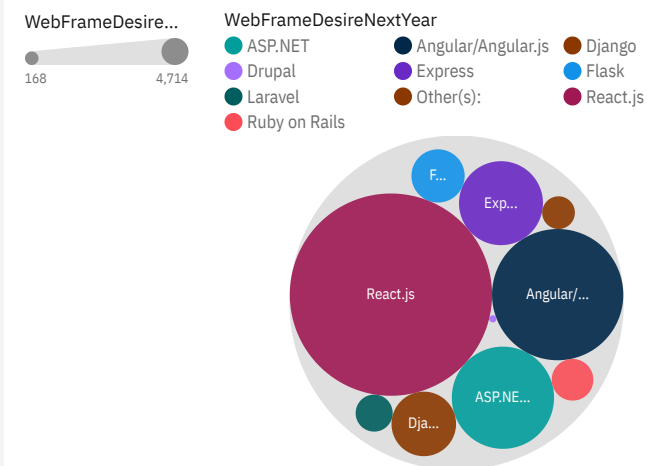 WebFrameDesire...
168 4,714
WebFrameDesireNextYear
ASP.NET Angular/Angular.js Django
Drupal Express Flask
Laravel Other(s): React.js
Ruby on Rails
F...
Exp...
React.js
Angular/...
ASP.NE...
Dja...